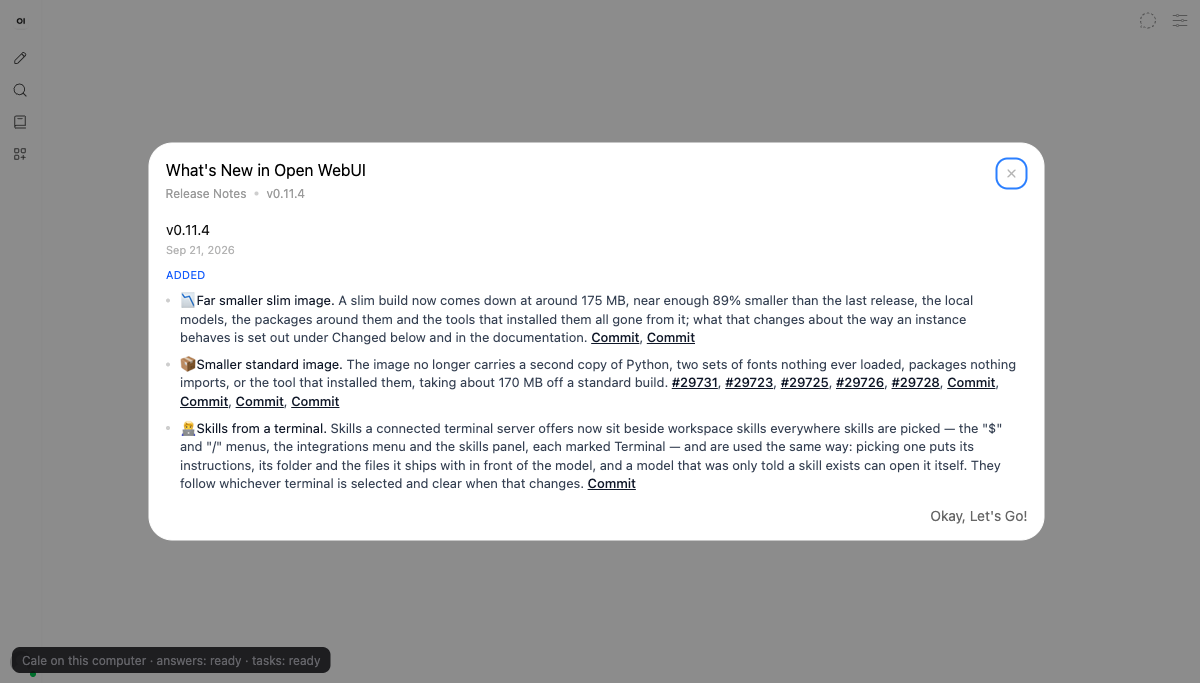 OI
What's New in Open WebUI
Release Notes • v0.11.4
v0.11.4
Sep 21, 2026
ADDED
Far smaller slim image. A slim build now comes down at around 175 MB, near enough 89% smaller than the last release, the local
models, the packages around them and the tools that installed them all gone from it; what that changes about the way an instance
behaves is set out under Changed below and in the documentation. Commit, Commit
Smaller standard image. The image no longer carries a second copy of Python, two sets of fonts nothing ever loaded, packages nothing
imports, or the tool that installed them, taking about 170 MB off a standard build. #29731, #29723, #29725, #29726, #29728, Commit,
Commit, Commit, Commit
Skills from a terminal. Skills a connected terminal server offers now sit beside workspace skills everywhere skills are picked — the "$"
and "/" menus, the integrations menu and the skills panel, each marked Terminal — and are used the same way: picking one puts its
instructions, its folder and the files it ships with in front of the model, and a model that was only told a skill exists can open it itself. They
follow whichever terminal is selected and clear when that changes. Commit
Okay, Let's Go!
Cale on this computer · answers: ready · tasks: ready